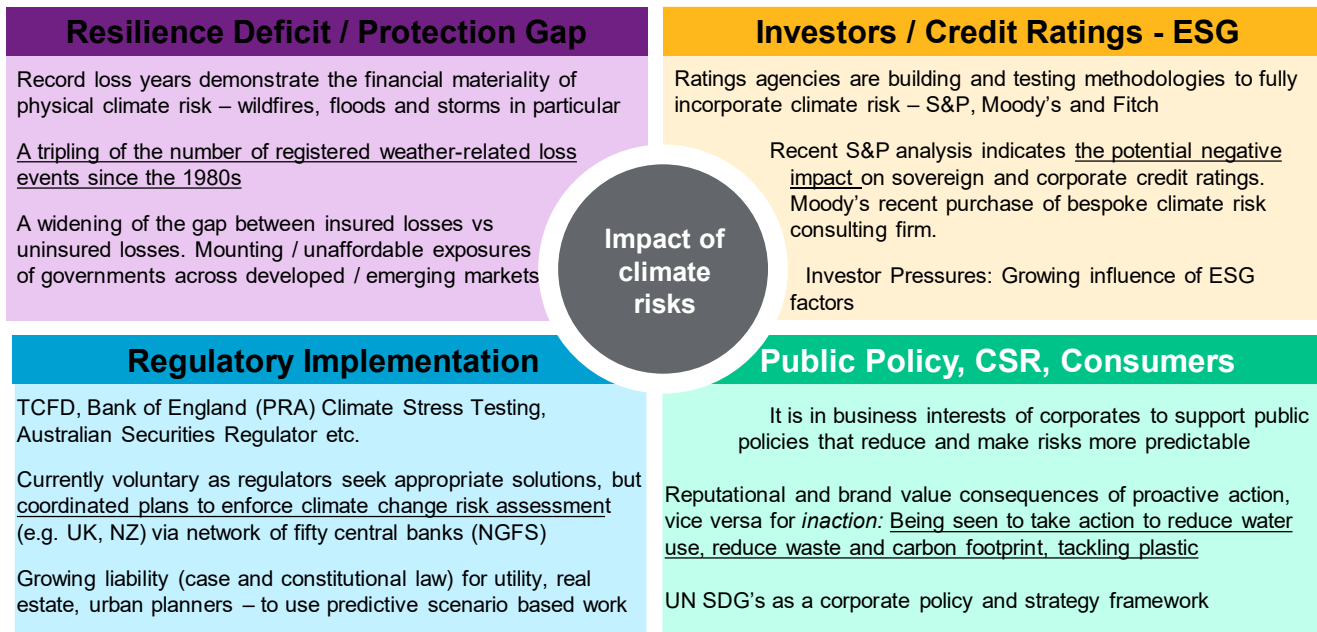 Resilience Deficit / Protection Gap
Record loss years demonstrate the financial materiality of
physical climate risk – wildfires, floods and storms in particular
A tripling of the number of registered weather-related loss
events since the 1980s
A widening of the gap between insured losses vs
uninsured losses. Mounting / unaffordable exposures
of governments across developed / emerging markets
Investors / Credit Ratings - ESG
Ratings agencies are building and testing methodologies to fully
incorporate climate risk – S&P, Moody's and Fitch
Recent S&P analysis indicates the potential negative
impact on sovereign and corporate credit ratings.
Moody's recent purchase of bespoke climate risk
consulting firm.
Investor Pressures: Growing influence of ESG
factors
Impact of
climate
risks
Regulatory Implementation
TCFD, Bank of England (PRA) Climate Stress Testing,
Australian Securities Regulator etc.
Currently voluntary as regulators seek appropriate solutions, but
coordinated plans to enforce climate change risk assessment
(e.g. UK, NZ) via network of fifty central banks (NGFS)
Growing liability (case and constitutional law) for utility, real
estate, urban planners – to use predictive scenario based work
Public Policy, CSR, Consumers
It is in business interests of corporates to support public
policies that reduce and make risks more predictable
Reputational and brand value consequences of proactive action,
vice versa for inaction: Being seen to take action to reduce water
use, reduce waste and carbon footprint, tackling plastic
UN SDG's as a corporate policy and strategy framework